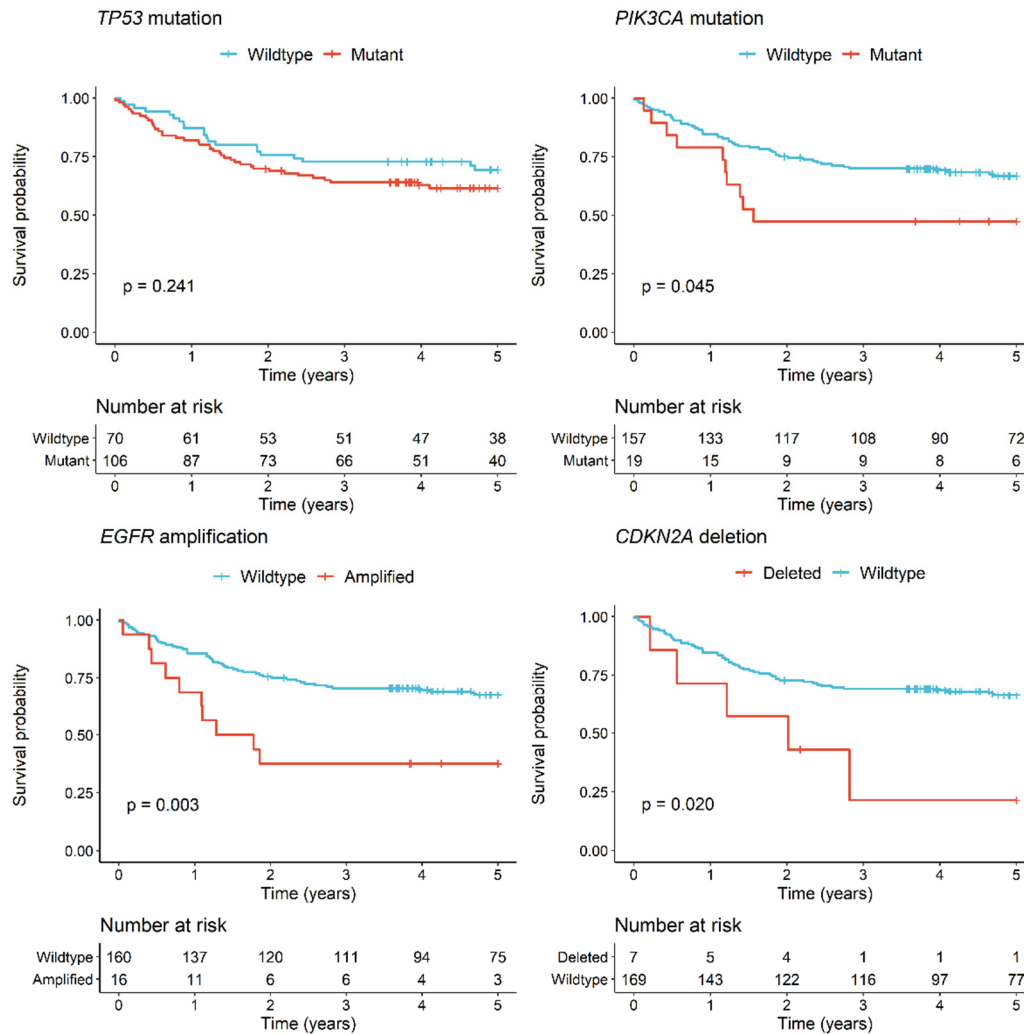 TP53 mutation
Wildtype Mutant
Survival probability
1.00
0.75
0.50
0.25
0.00
p = 0.241
0 1 2 3 4 5
Time (years)
Number at risk
Wildtype 70 61 53 51 47 38
Mutant 106 87 73 66 51 40
0 1 2 3 4 5
Time (years)
PIK3CA mutation
Wildtype Mutant
Survival probability
1.00
0.75
0.50
0.25
0.00
p = 0.045
0 1 2 3 4 5
Time (years)
Number at risk
Wildtype 157 133 117 108 90 72
Mutant 19 15 9 9 8 6
0 1 2 3 4 5
Time (years)
EGFR amplification
Wildtype Amplified
Survival probability
1.00
0.75
0.50
0.25
0.00
p = 0.003
0 1 2 3 4 5
Time (years)
Number at risk
Wildtype 160 137 120 111 94 75
Amplified 16 11 6 6 4 3
0 1 2 3 4 5
Time (years)
CDKN2A deletion
Deleted Wildtype
Survival probability
1.00
0.75
0.50
0.25
0.00
p = 0.020
0 1 2 3 4 5
Time (years)
Number at risk
Deleted 7 5 4 1 1 1
Wildtype 169 143 122 116 97 77
0 1 2 3 4 5
Time (years)